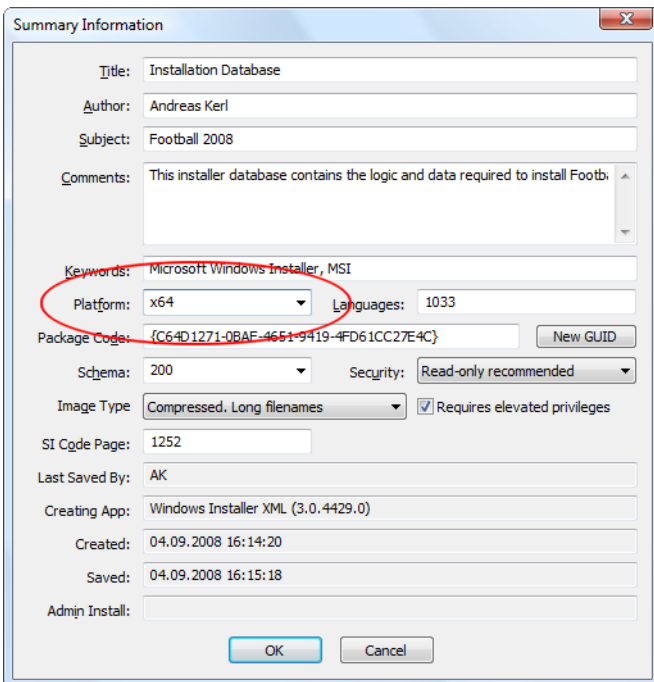 Summary Information
Title: Installation Database
Author: Andreas Kerl
Subject: Football 2008
Comments: This installer database contains the logic and data required to install Footb
Keywords: Microsoft Windows Installer, MSI
Platform: x64 Languages: 1033
Package Code: {C64D1271-0BAF-4651-9419-4FD61CC27E4C} New GUID
Schema: 200 Security: Read-only recommended
Image Type Compressed. Long filenames Requires elevated privileges
SI Code Page: 1252
Last Saved By: AK
Creating App: Windows Installer XML (3.0.4429.0)
Created: 04.09.2008 16:14:20
Saved: 04.09.2008 16:15:18
Admin Install:
OK Cancel